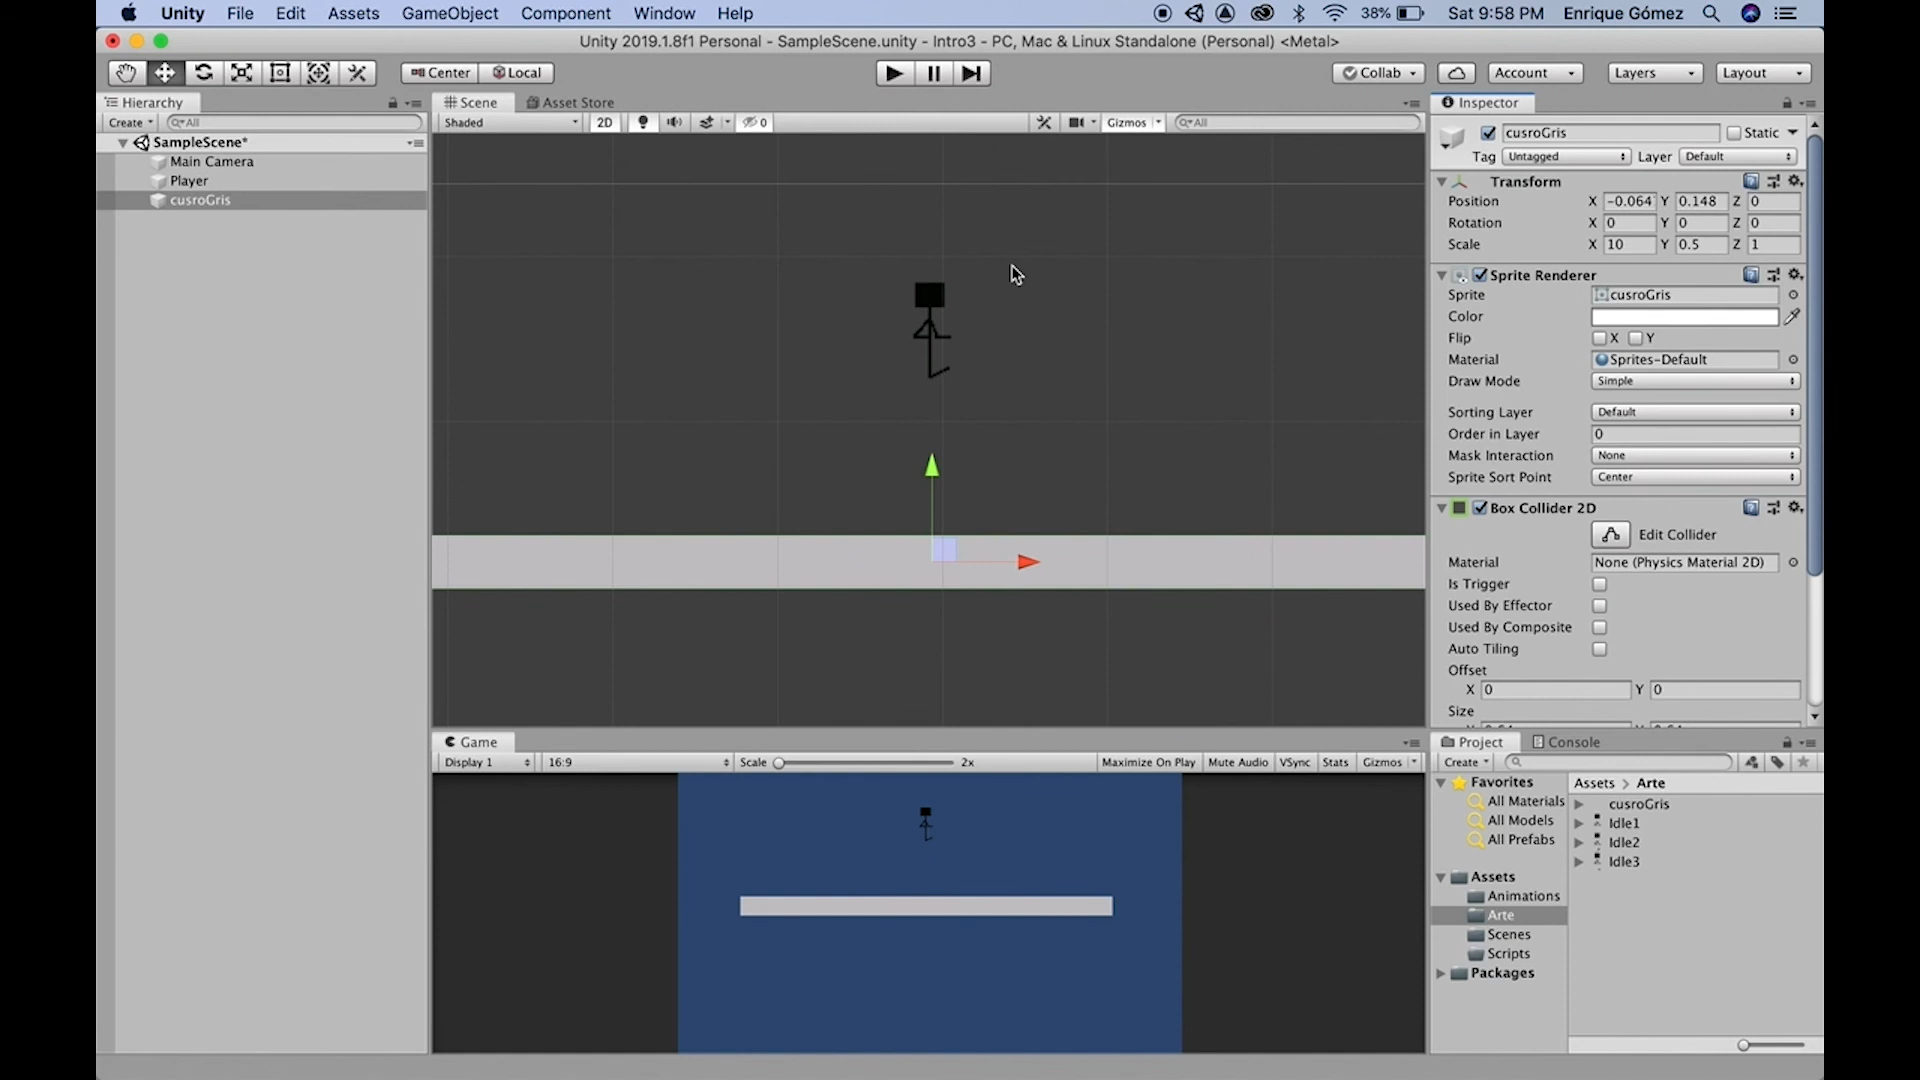 Unity File Edit Assets GameObject Component Window Help 38% Sat 9:58 PM Enrique Gómez
Unity 2019.1.8f1 Personal - SampleScene.unity - Intro3 - PC, Mac & Linux Standalone (Personal) <Metal>
Center Local Collab Account Layers Layout
Hierarchy Scene Asset Store Inspector
Create All Shaded 2D 0 Gizmos All
SampleScene*
Main Camera
Player
cusroGris
cusroGris Static
Tag Untagged Layer Default
Transform
Position X -0.064 Y 0.148 Z 0
Rotation X 0 Y 0 Z 0
Scale X 10 Y 0.5 Z 1
Sprite Renderer
Sprite cusroGris
Color
Flip X Y
Material Sprites-Default
Draw Mode Simple
Sorting Layer Default
Order in Layer 0
Mask Interaction None
Sprite Sort Point Center
Box Collider 2D
Edit Collider
Material None (Physics Material 2D)
Is Trigger
Used By Effector
Used By Composite
Auto Tiling
Offset
X 0 Y 0
Size
Game
Display 1 16:9 Scale 2x Maximize On Play Mute Audio VSync Stats Gizmos
Project Console
Create
Favorites
All Materials
All Models
All Prefabs
Assets
Animations
Arte
Scenes
Scripts
Packages
Assets > Arte
cusroGris
Idle1
Idle2
Idle3